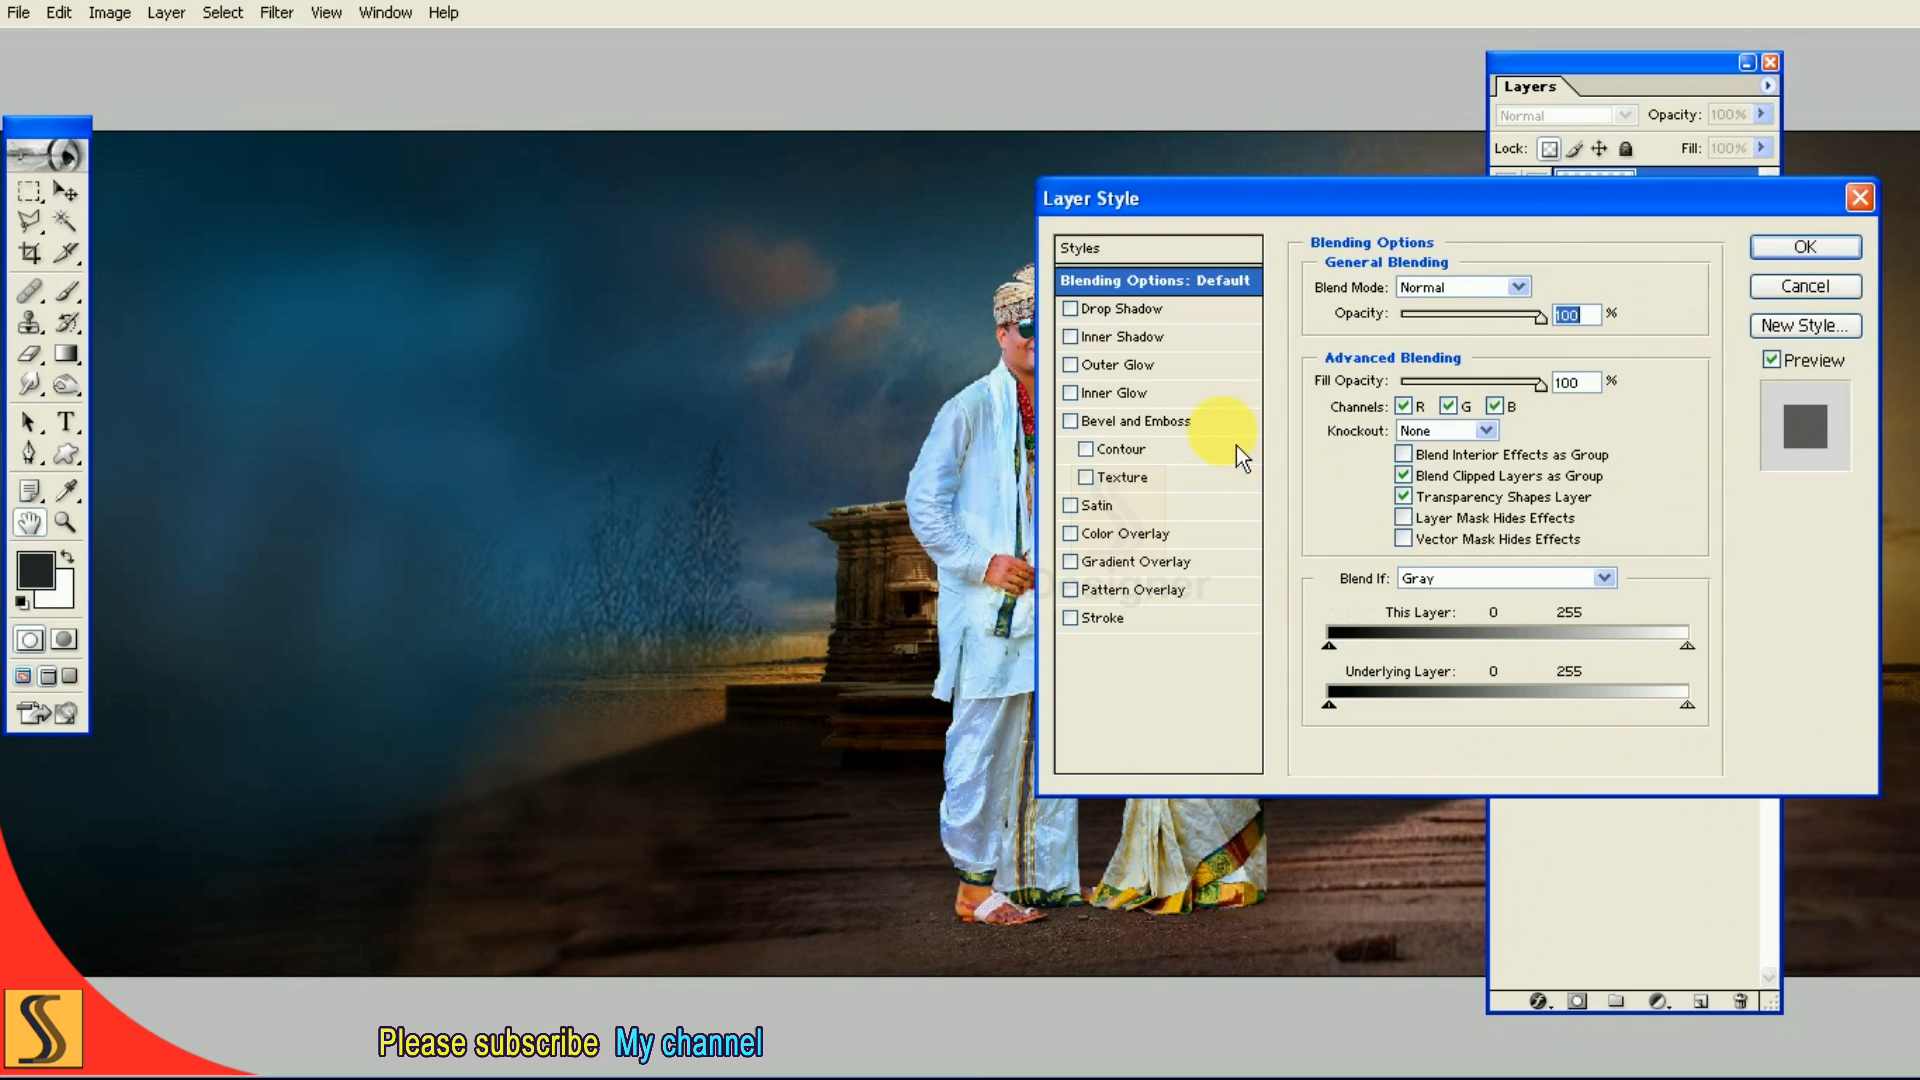 File Edit Image Layer Select Filter View Window Help
Layers
Normal Opacity: 100%
Lock: Fill: 100%
Layer Style
Styles
Blending Options: Default
Drop Shadow
Inner Shadow
Outer Glow
Inner Glow
Bevel and Emboss
Contour
Texture
Satin
Color Overlay
Gradient Overlay
Pattern Overlay
Stroke
Blending Options
General Blending
Blend Mode: Normal
Opacity: 100 %
Advanced Blending
Fill Opacity: 100 %
Channels: R G B
Knockout: None
Blend Interior Effects as Group
Blend Clipped Layers as Group
Transparency Shapes Layer
Layer Mask Hides Effects
Vector Mask Hides Effects
Blend If: Gray
This Layer: 0 255
Underlying Layer: 0 255
OK
Cancel
New Style...
Preview
Designer
T
S
Please subscribe My channel